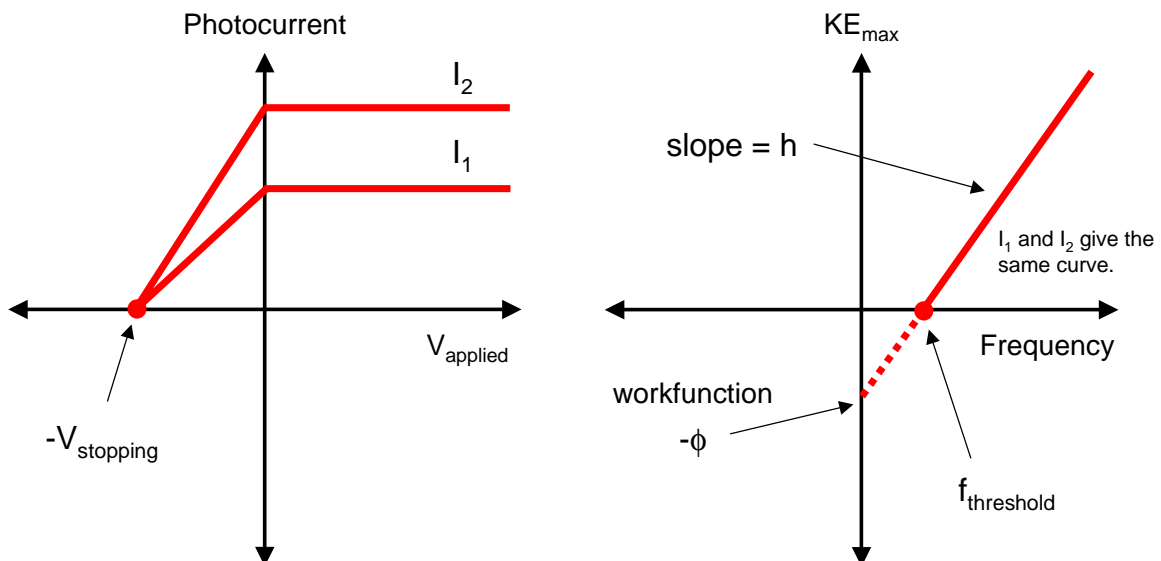 Photocurrent
I2
I1
Vapplied
-Vstopping
KEmax
slope = h
I1 and I2 give the
same curve.
Frequency
workfunction
-ϕ
fthreshold